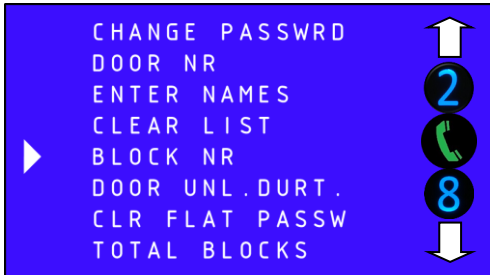 CHANGE PASSWRD
DOOR NR
ENTER NAMES
CLEAR LIST
BLOCK NR
DOOR UNL.DURT.
CLR FLAT PASSW
TOTAL BLOCKS
2
8